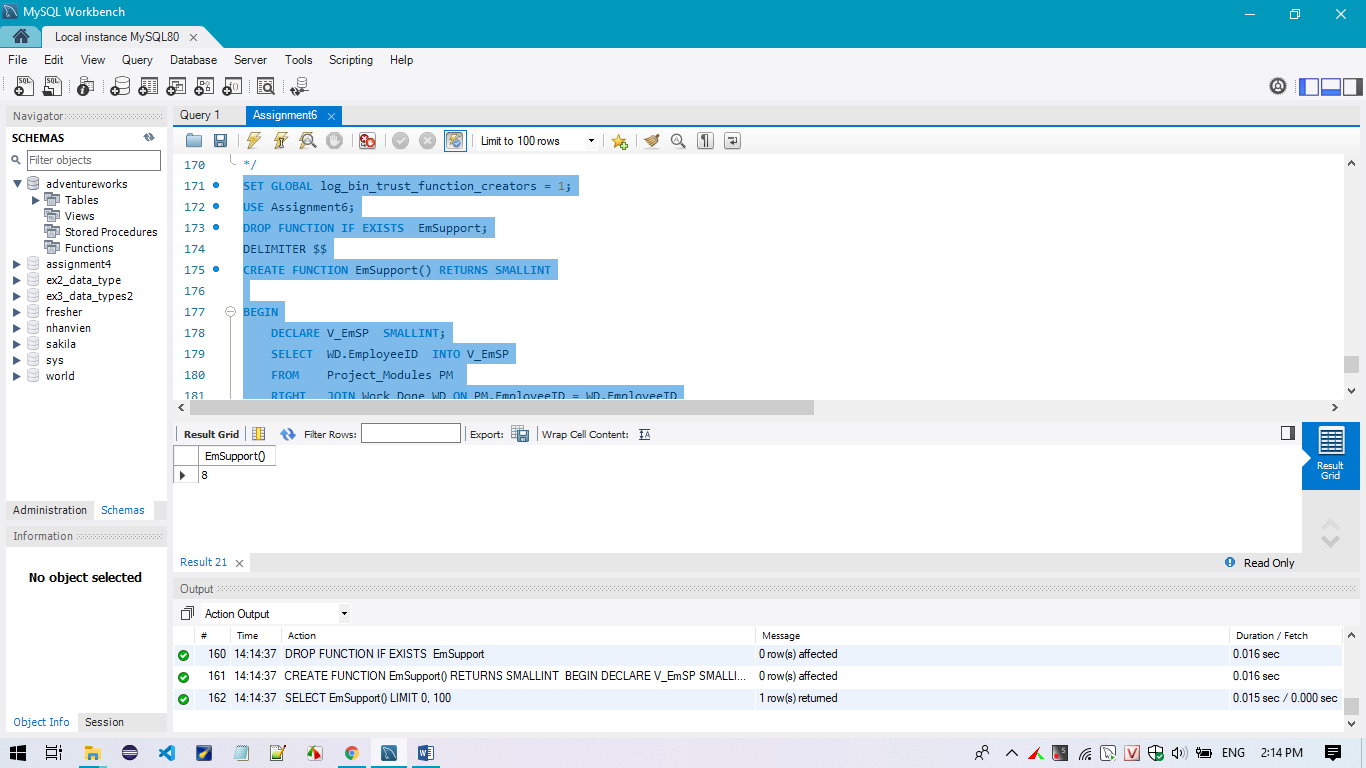 MySQL Workbench
Local instance MySQL80
File Edit View Query Database Server Tools Scripting Help
Navigator
SCHEMAS
Filter objects
adventureworks
Tables
Views
Stored Procedures
Functions
assignment4
ex2_data_type
ex3_data_types2
fresher
nhanvien
sakila
sys
world
Administration Schemas
Information
No object selected
Object Info Session
Query 1 Assignment6
Limit to 100 rows
170 */
171 SET GLOBAL log_bin_trust_function_creators = 1;
172 USE Assignment6;
173 DROP FUNCTION IF EXISTS  EmSupport;
174 DELIMITER $$
175 CREATE FUNCTION EmSupport() RETURNS SMALLINT
176
177 BEGIN
178     DECLARE V_EmSP  SMALLINT;
179     SELECT  WD.EmployeeID  INTO V_EmSP
180     FROM    Project_Modules PM
181     RIGHT   JOIN Work_Done WD ON PM.EmployeeID = WD.EmployeeID
Result Grid Filter Rows: Export: Wrap Cell Content:
EmSupport()
8
Result Grid
Result 21
Read Only
Output
Action Output
# Time Action Message Duration / Fetch
160 14:14:37 DROP FUNCTION IF EXISTS  EmSupport 0 row(s) affected 0.016 sec
161 14:14:37 CREATE FUNCTION EmSupport() RETURNS SMALLINT  BEGIN DECLARE V_EmSP SMALLI... 0 row(s) affected 0.016 sec
162 14:14:37 SELECT EmSupport() LIMIT 0, 100 1 row(s) returned 0.015 sec / 0.000 sec
ENG 2:14 PM